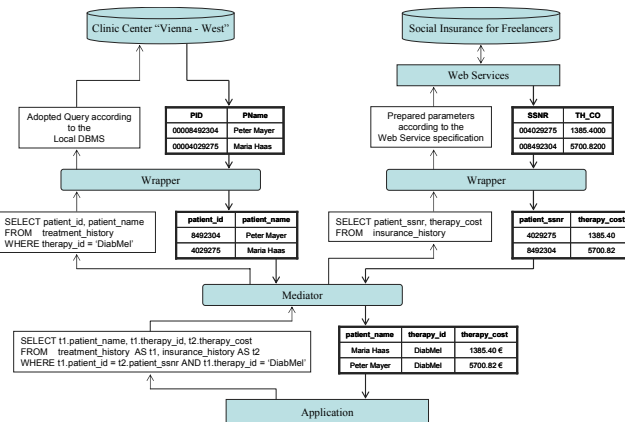 Clinic Center “Vienna - West”
Social Insurance for Freelancers
Web Services
Adopted Query according
to the
Local DBMS
PID PName
00008492304 Peter Mayer
00004029275 Maria Haas
Prepared parameters
according to the
Web Service specification
SSNR TH_CO
004029275 1385.4000
008492304 5700.8200
Wrapper
Wrapper
SELECT patient_id, patient_name
FROM treatment_history
WHERE therapy_id = ‘DiabMel’
patient_id patient_name
8492304 Peter Mayer
4029275 Maria Haas
SELECT patient_ssnr, therapy_cost
FROM insurance_history
patient_ssnr therapy_cost
4029275 1385.40
8492304 5700.82
Mediator
SELECT t1.patient_name, t1.therapy_id, t2.therapy_cost
FROM treatment_history AS t1, insurance_history AS t2
WHERE t1.patient_id = t2.patient_ssnr AND t1.therapy_id = ‘DiabMel’
patient_name therapy_id therapy_cost
Maria Haas DiabMel 1385.40 €
Peter Mayer DiabMel 5700.82 €
Application